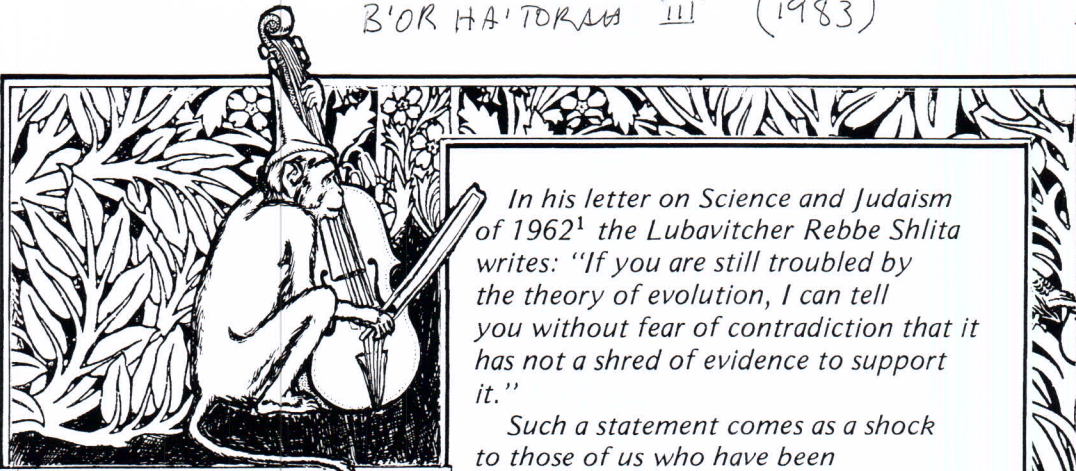 B'OR HA'TORAH III (1983)
In his letter on Science and Judaism
of 1962¹ the Lubavitcher Rebbe Shlita
writes: “If you are still troubled by
the theory of evolution, I can tell
you without fear of contradiction that it
has not a shred of evidence to support
it.”
Such a statement comes as a shock
to those of us who have been